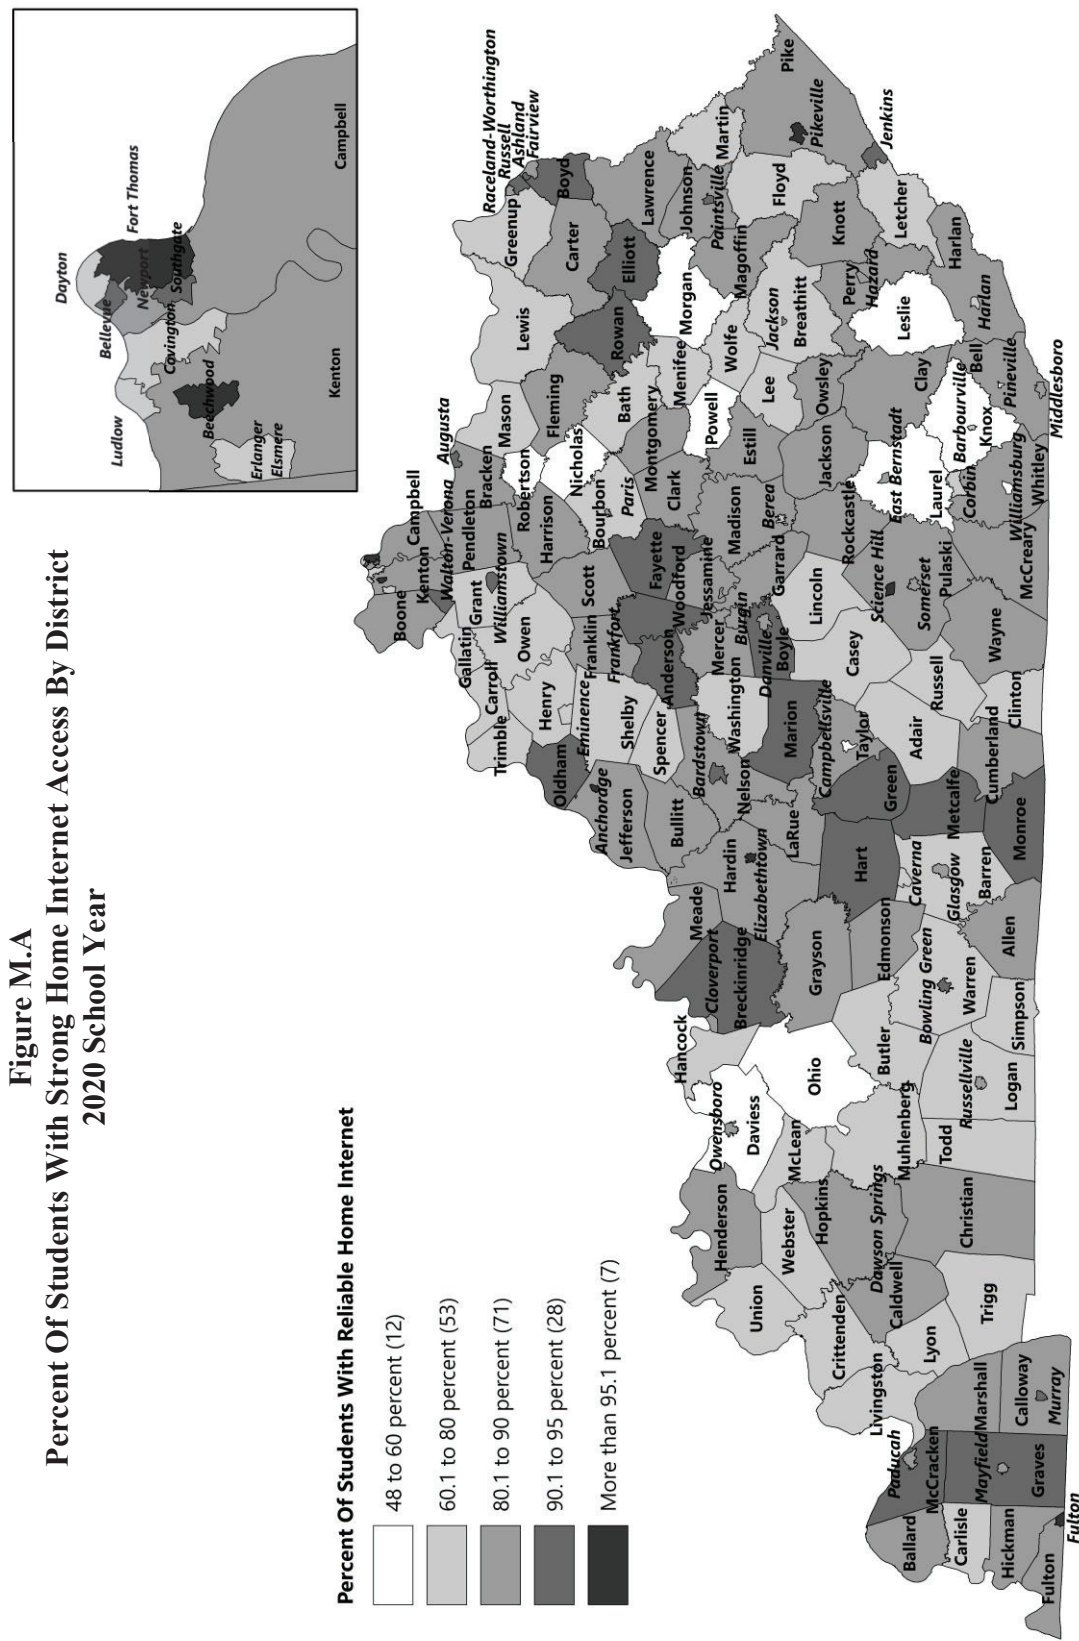 Figure M.A
Percent Of Students With Strong Home Internet Access By District
2020 School Year
Dayton
Bellevue
Fort Thomas
Newport
Southgate
Ludlow
Covington
Beechwood
Erlanger
Elsmere
Kenton
Campbell
Percent Of Students With Reliable Home Internet
48 to 60 percent (12)
60.1 to 80 percent (53)
80.1 to 90 percent (71)
90.1 to 95 percent (28)
More than 95.1 percent (7)
Raceland-Worthington
Russell
Ashland
Fairview
Boyd
Greenup
Carter
Lawrence
Elliott
Johnson
Paintsville
Martin
Pike
Pikeville
Floyd
Jenkins
Letcher
Knott
Magoffin
Morgan
Rowan
Lewis
Mason
Fleming
Bath
Menifee
Wolfe
Jackson
Breathitt
Perry
Hazard
Leslie
Harlan
Harlan
Bell
Pineville
Middlesboro
Clay
Owsley
Lee
Powell
Estill
Montgomery
Nicholas
Robertson
Augusta
Bracken
Campbell
Pendleton
Walton-Verona
Kenton
Boone
Harrison
Bourbon
Paris
Clark
Madison
Berea
Jackson
Rockcastle
East Bernstadt
Laurel
Barbourville
Knox
Corbin
Williamsburg
Whitley
McCreary
Pulaski
Somerset
Science Hill
Lincoln
Garrard
Jessamine
Fayette
Woodford
Scott
Williamstown
Grant
Gallatin
Owen
Carroll
Trimble
Henry
Eminence
Franklin
Frankfort
Anderson
Mercer
Burgin
Danville
Boyle
Casey
Wayne
Russell
Clinton
Adair
Taylor
Campbellsville
Marion
Washington
Bardstown
Nelson
Spencer
Shelby
Oldham
Anchorage
Jefferson
Bullitt
Hardin
Elizabethtown
LaRue
Green
Cumberland
Metcalfe
Monroe
Hart
Caverna
Glasgow
Barren
Allen
Edmonson
Grayson
Meade
Cloverport
Breckinridge
Hancock
Owensboro
Daviess
Ohio
Butler
Bowling Green
Warren
Simpson
Logan
Russellville
Muhlenberg
Todd
McLean
Henderson
Webster
Hopkins
Dawson Springs
Christian
Union
Crittenden
Caldwell
Lyon
Trigg
Livingston
Paducah
McCracken
Marshall
Calloway
Murray
Mayfield
Graves
Ballard
Carlisle
Hickman
Fulton
Fulton